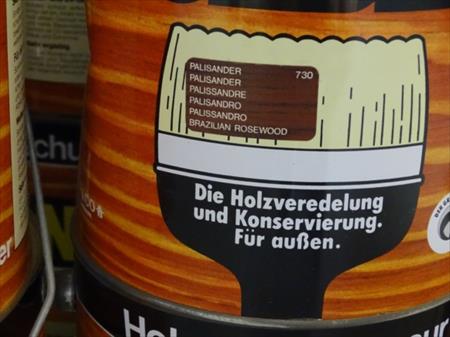 PALISANDER 730
PALISANDER
PALISSANDRE
PALISANDRO
PALISSANDRO
BRAZILIAN ROSEWOOD
Die Holzveredelung
und Konservierung.
Für außen.